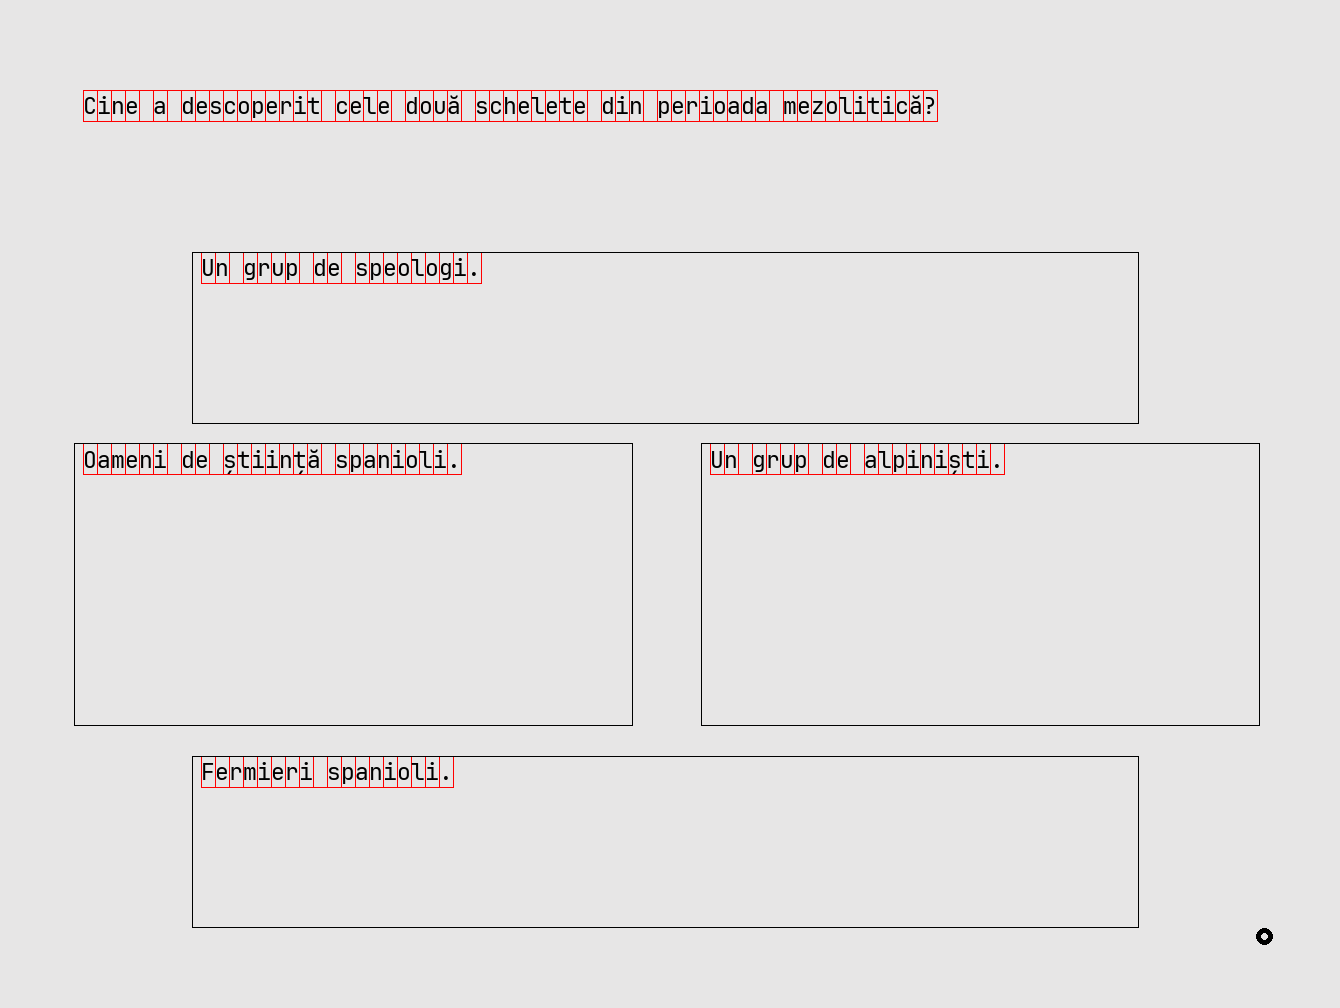 Cine a descoperit cele două schelete din perioada mezolitică?
Un grup de speologi.
Oameni de știință spanioli.
Un grup de alpiniști.
Fermieri spanioli.